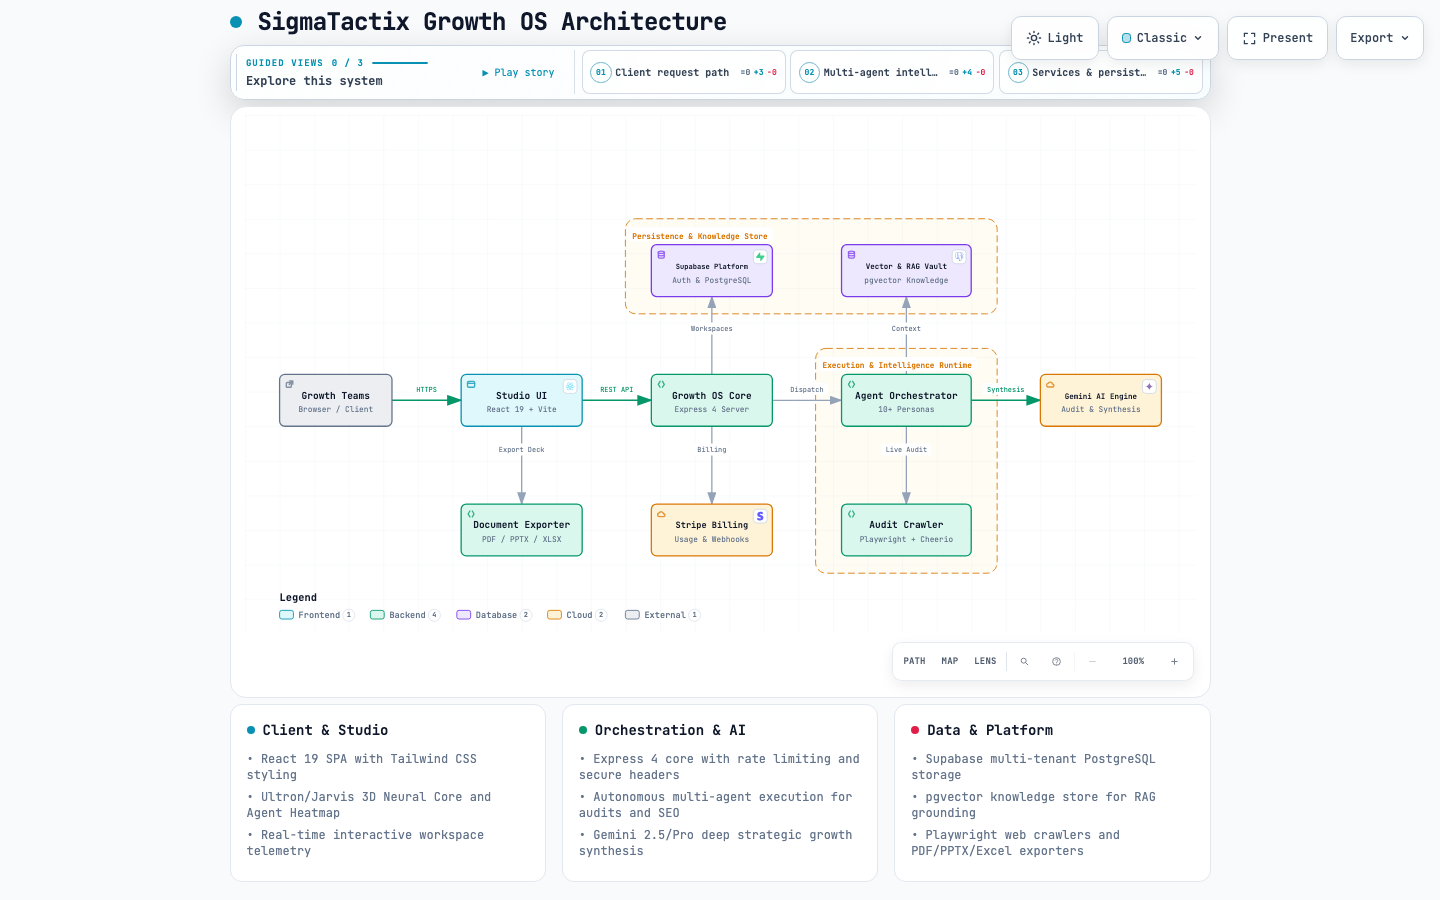 SigmaTactix Growth OS Architecture
Light
Classic
Present
Export
GUIDED VIEWS 0 / 3
Explore this system
▶ Play story
01 Client request path =0 +3 -0
02 Multi-agent intell… =0 +4 -0
03 Services & persist… =0 +5 -0
Persistence & Knowledge Store
Supabase Platform
Auth & PostgreSQL
Vector & RAG Vault
pgvector Knowledge
Workspaces
Context
Execution & Intelligence Runtime
Growth Teams
Browser / Client
HTTPS
Studio UI
React 19 + Vite
REST API
Growth OS Core
Express 4 Server
Dispatch
Agent Orchestrator
10+ Personas
Synthesis
Gemini AI Engine
Audit & Synthesis
Export Deck
Billing
Live Audit
Document Exporter
PDF / PPTX / XLSX
Stripe Billing
Usage & Webhooks
Audit Crawler
Playwright + Cheerio
Legend
Frontend 1
Backend 4
Database 2
Cloud 2
External 1
PATH MAP LENS − 100% +
Client & Studio
• React 19 SPA with Tailwind CSS
styling
• Ultron/Jarvis 3D Neural Core and
Agent Heatmap
• Real-time interactive workspace
telemetry
Orchestration & AI
• Express 4 core with rate limiting and
secure headers
• Autonomous multi-agent execution for
audits and SEO
• Gemini 2.5/Pro deep strategic growth
synthesis
Data & Platform
• Supabase multi-tenant PostgreSQL
storage
• pgvector knowledge store for RAG
grounding
• Playwright web crawlers and
PDF/PPTX/Excel exporters